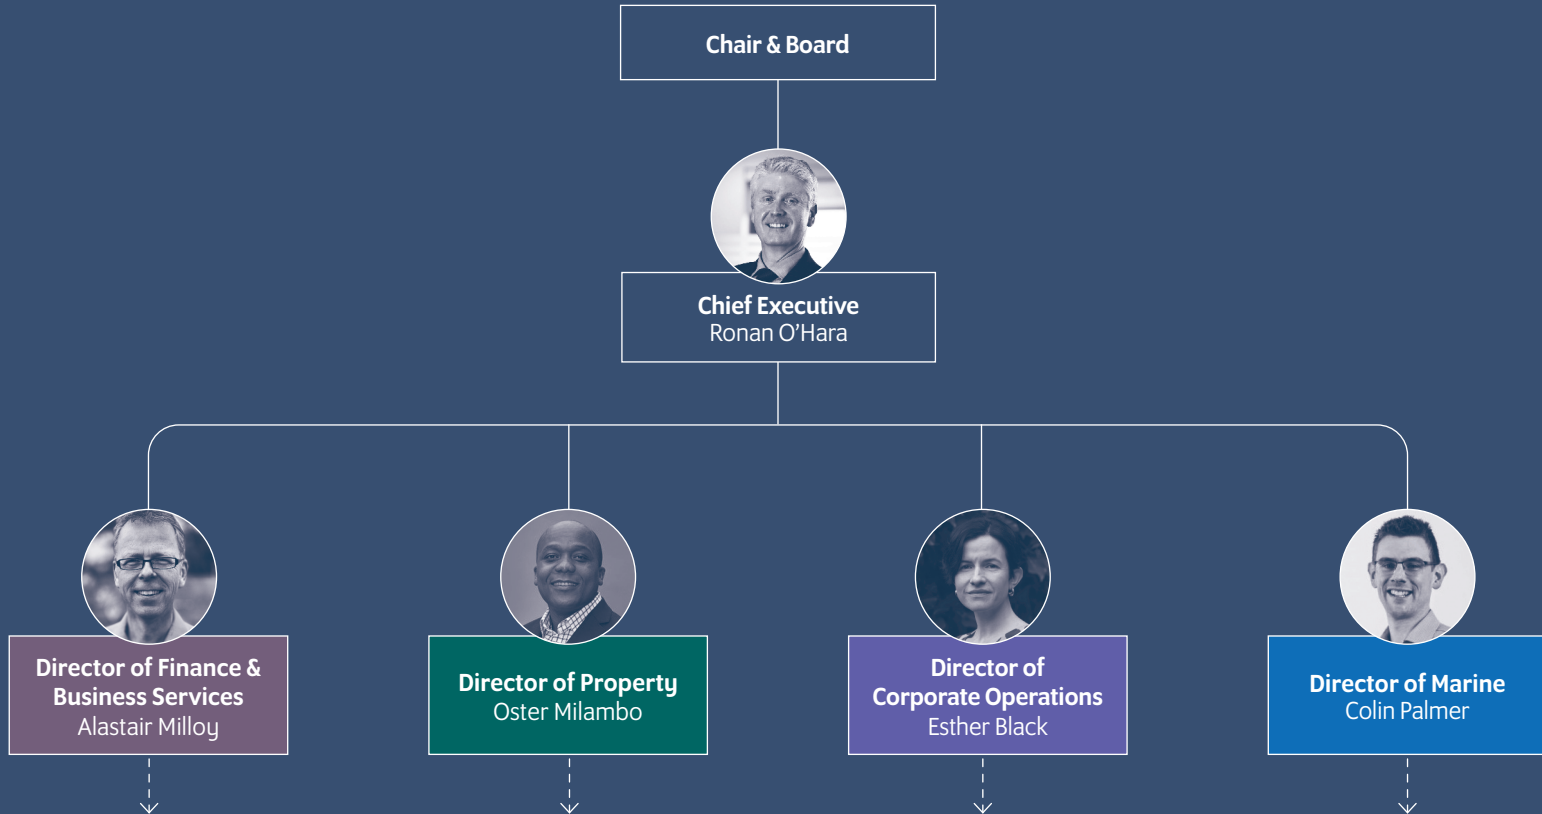 Chair & Board
Chief Executive
Ronan O’Hara
Director of Finance &
Business Services
Alastair Milloy
Director of Property
Oster Milambo
Director of
Corporate Operations
Esther Black
Director of Marine
Colin Palmer